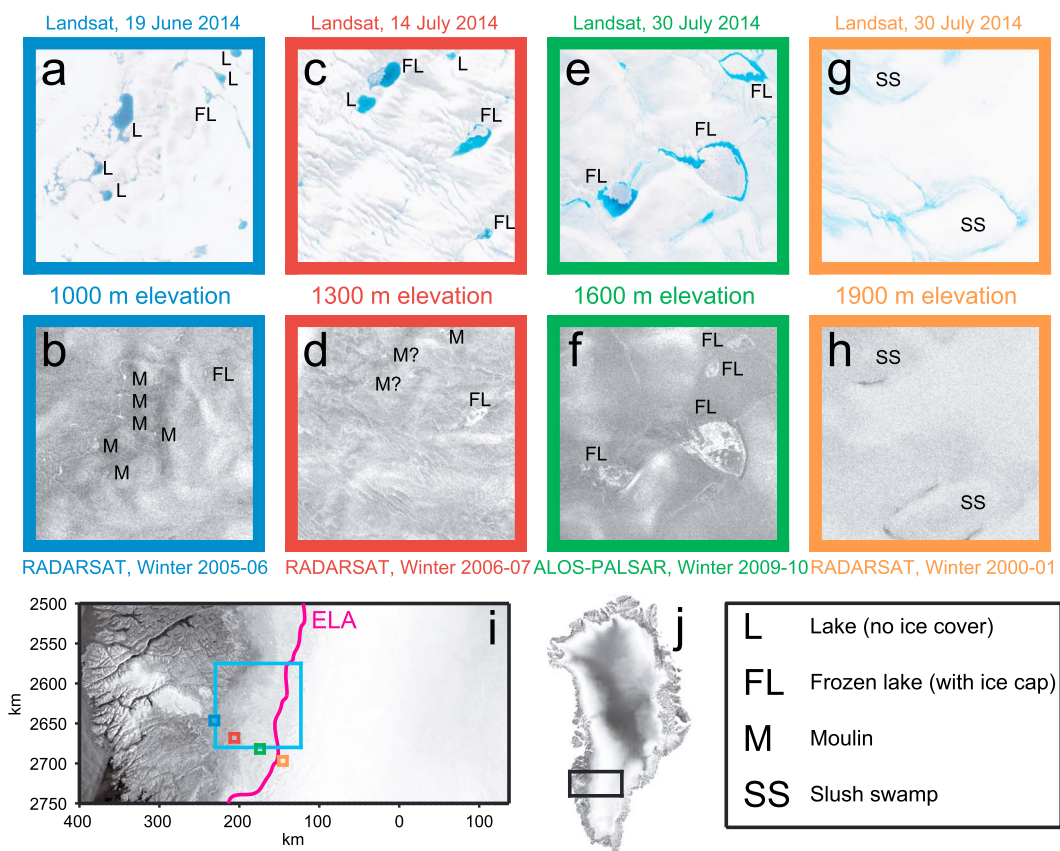 Landsat, 19 June 2014
Landsat, 14 July 2014
Landsat, 30 July 2014
Landsat, 30 July 2014
a
L
L
FL
L
L
L
c
FL
L
L
FL
FL
e
FL
FL
FL
g
SS
SS
1000 m elevation
1300 m elevation
1600 m elevation
1900 m elevation
b
M
FL
M
M
M
M
M
d
M
M?
M?
FL
f
FL
FL
FL
FL
h
SS
SS
RADARSAT, Winter 2005-06
RADARSAT, Winter 2006-07
ALOS-PALSAR, Winter 2009-10
RADARSAT, Winter 2000-01
2500
2550
2600
2650
2700
2750
km
ELA
i
400
300
200
100
0
100
km
j
L Lake (no ice cover)
FL Frozen lake (with ice cap)
M Moulin
SS Slush swamp